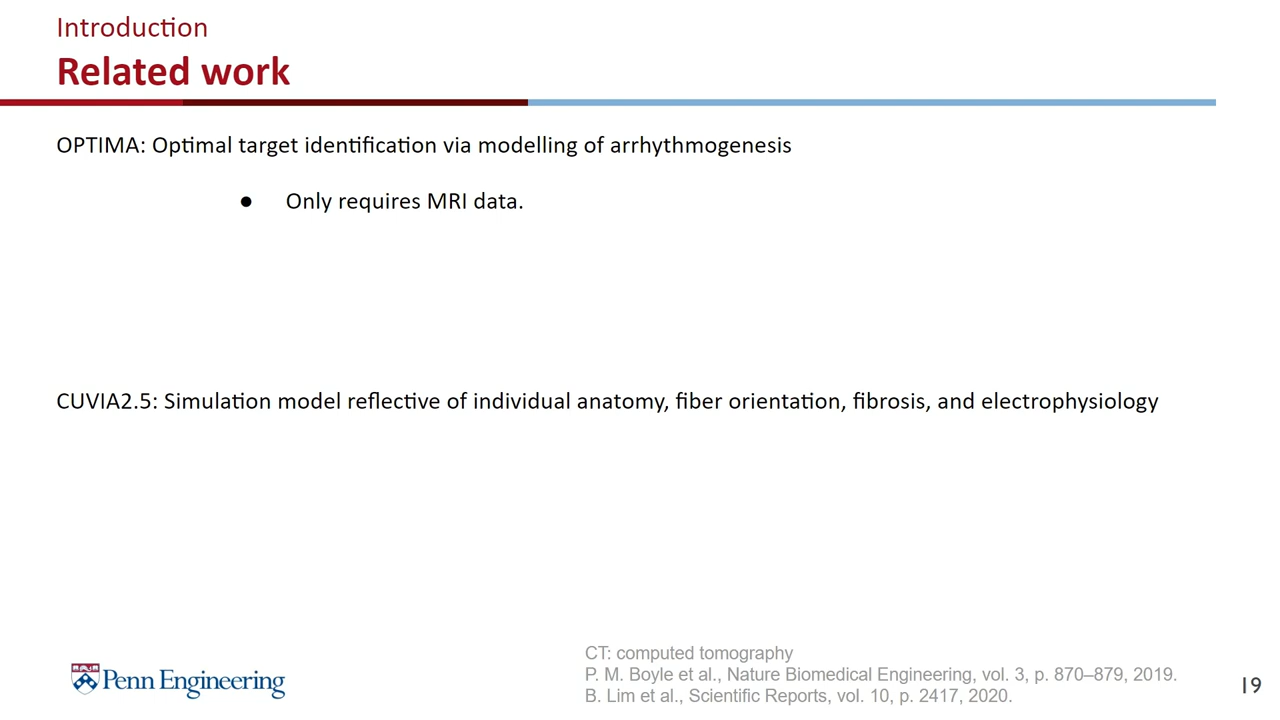 Introduction
Related work
OPTIMA: Optimal target identification via modelling of arrhythmogenesis
● Only requires MRI data.
CUVIA2.5: Simulation model reflective of individual anatomy, fiber orientation, fibrosis, and electrophysiology
Penn Engineering
CT: computed tomography
P. M. Boyle et al., Nature Biomedical Engineering, vol. 3, p. 870–879, 2019.
B. Lim et al., Scientific Reports, vol. 10, p. 2417, 2020.
19